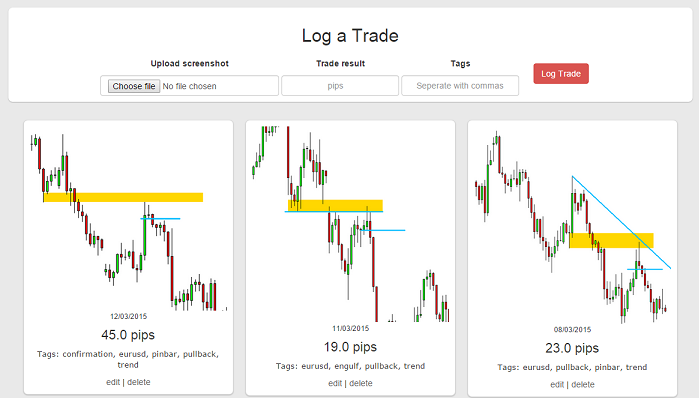 Log a Trade
Upload screenshot Trade result Tags
Choose file No file chosen pips Seperate with commas Log Trade
12/03/2015
45.0 pips
Tags: confirmation, eurusd, pinbar, pullback,
trend
edit | delete
11/03/2015
19.0 pips
Tags: eurusd, engulf, pullback, trend
edit | delete
08/03/2015
23.0 pips
Tags: eurusd, pullback, pinbar, trend
edit | delete